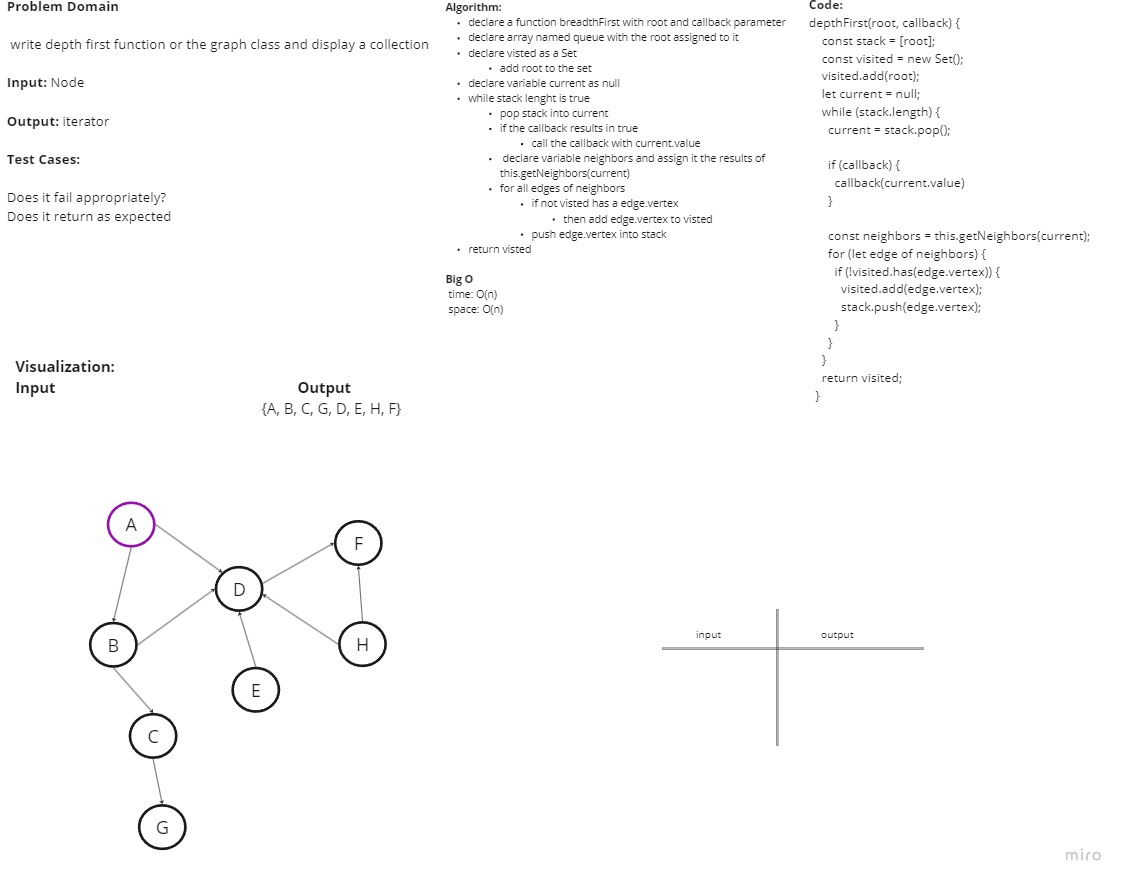 Problem Domain
write depth first function or the graph class and display a collection
Input: Node
Output: iterator
Test Cases:
Does it fail appropriately?
Does it return as expected
Algorithm:
• declare a function breadthFirst with root and callback parameter
• declare array named queue with the root assigned to it
• declare visted as a Set
• add root to the set
• declare variable current as null
• while stack lenght is true
• pop stack into current
• if the callback results in true
• call the callback with current.value
• declare variable neighbors and assign it the results of
this.getNeighbors(current)
• for all edges of neighbors
• if not visted has a edge.vertex
• then add edge.vertex to visted
• push edge.vertex into stack
• return visted
Big O
time: O(n)
space: O(n)
Code:
depthFirst(root, callback) {
const stack = [root];
const visited = new Set();
visited.add(root);
let current = null;
while (stack.length) {
current = stack.pop();
if (callback) {
callback(current.value)
}
const neighbors = this.getNeighbors(current);
for (let edge of neighbors) {
if (!visited.has(edge.vertex)) {
visited.add(edge.vertex);
stack.push(edge.vertex);
}
}
}
return visited;
}
Visualization:
Input
Output
{A, B, C, G, D, E, H, F}
A
F
D
B
H
E
C
G
input
output
miro